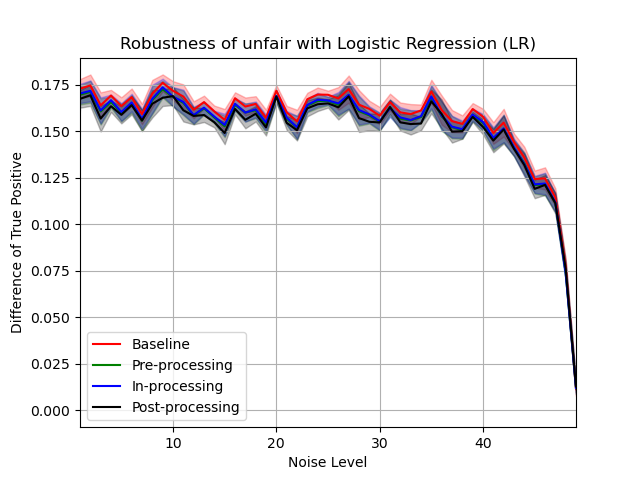 Robustness of unfair with Logistic Regression (LR)
Difference of True Positive
0.175
0.150
0.125
0.100
0.075
0.050
0.025
0.000
Baseline
Pre-processing
In-processing
Post-processing
10 20 30 40
Noise Level